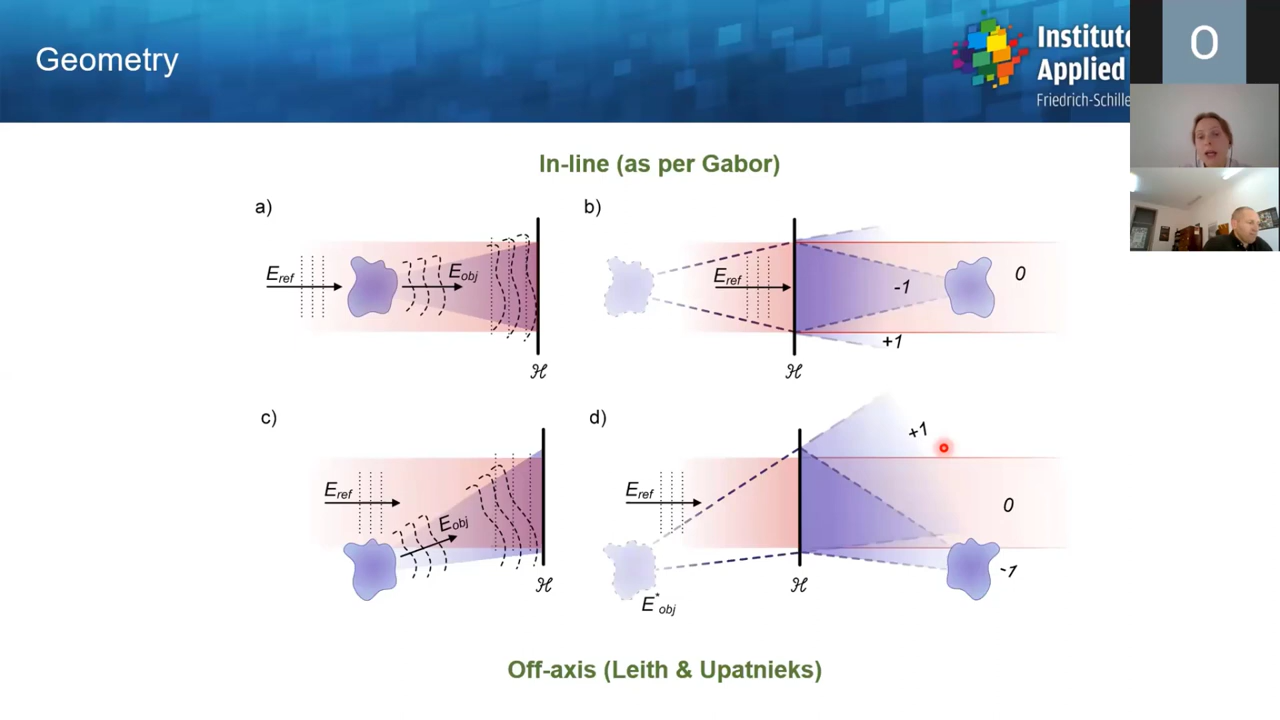 Geometry
Institute
Applied
Friedrich-Schille
O
In-line (as per Gabor)
a)
b)
E_ref
E_obj
ℋ
E_ref
-1
0
+1
ℋ
c)
d)
E_ref
E_obj
ℋ
E_ref
+1
0
-1
E*_obj
ℋ
Off-axis (Leith & Upatnieks)